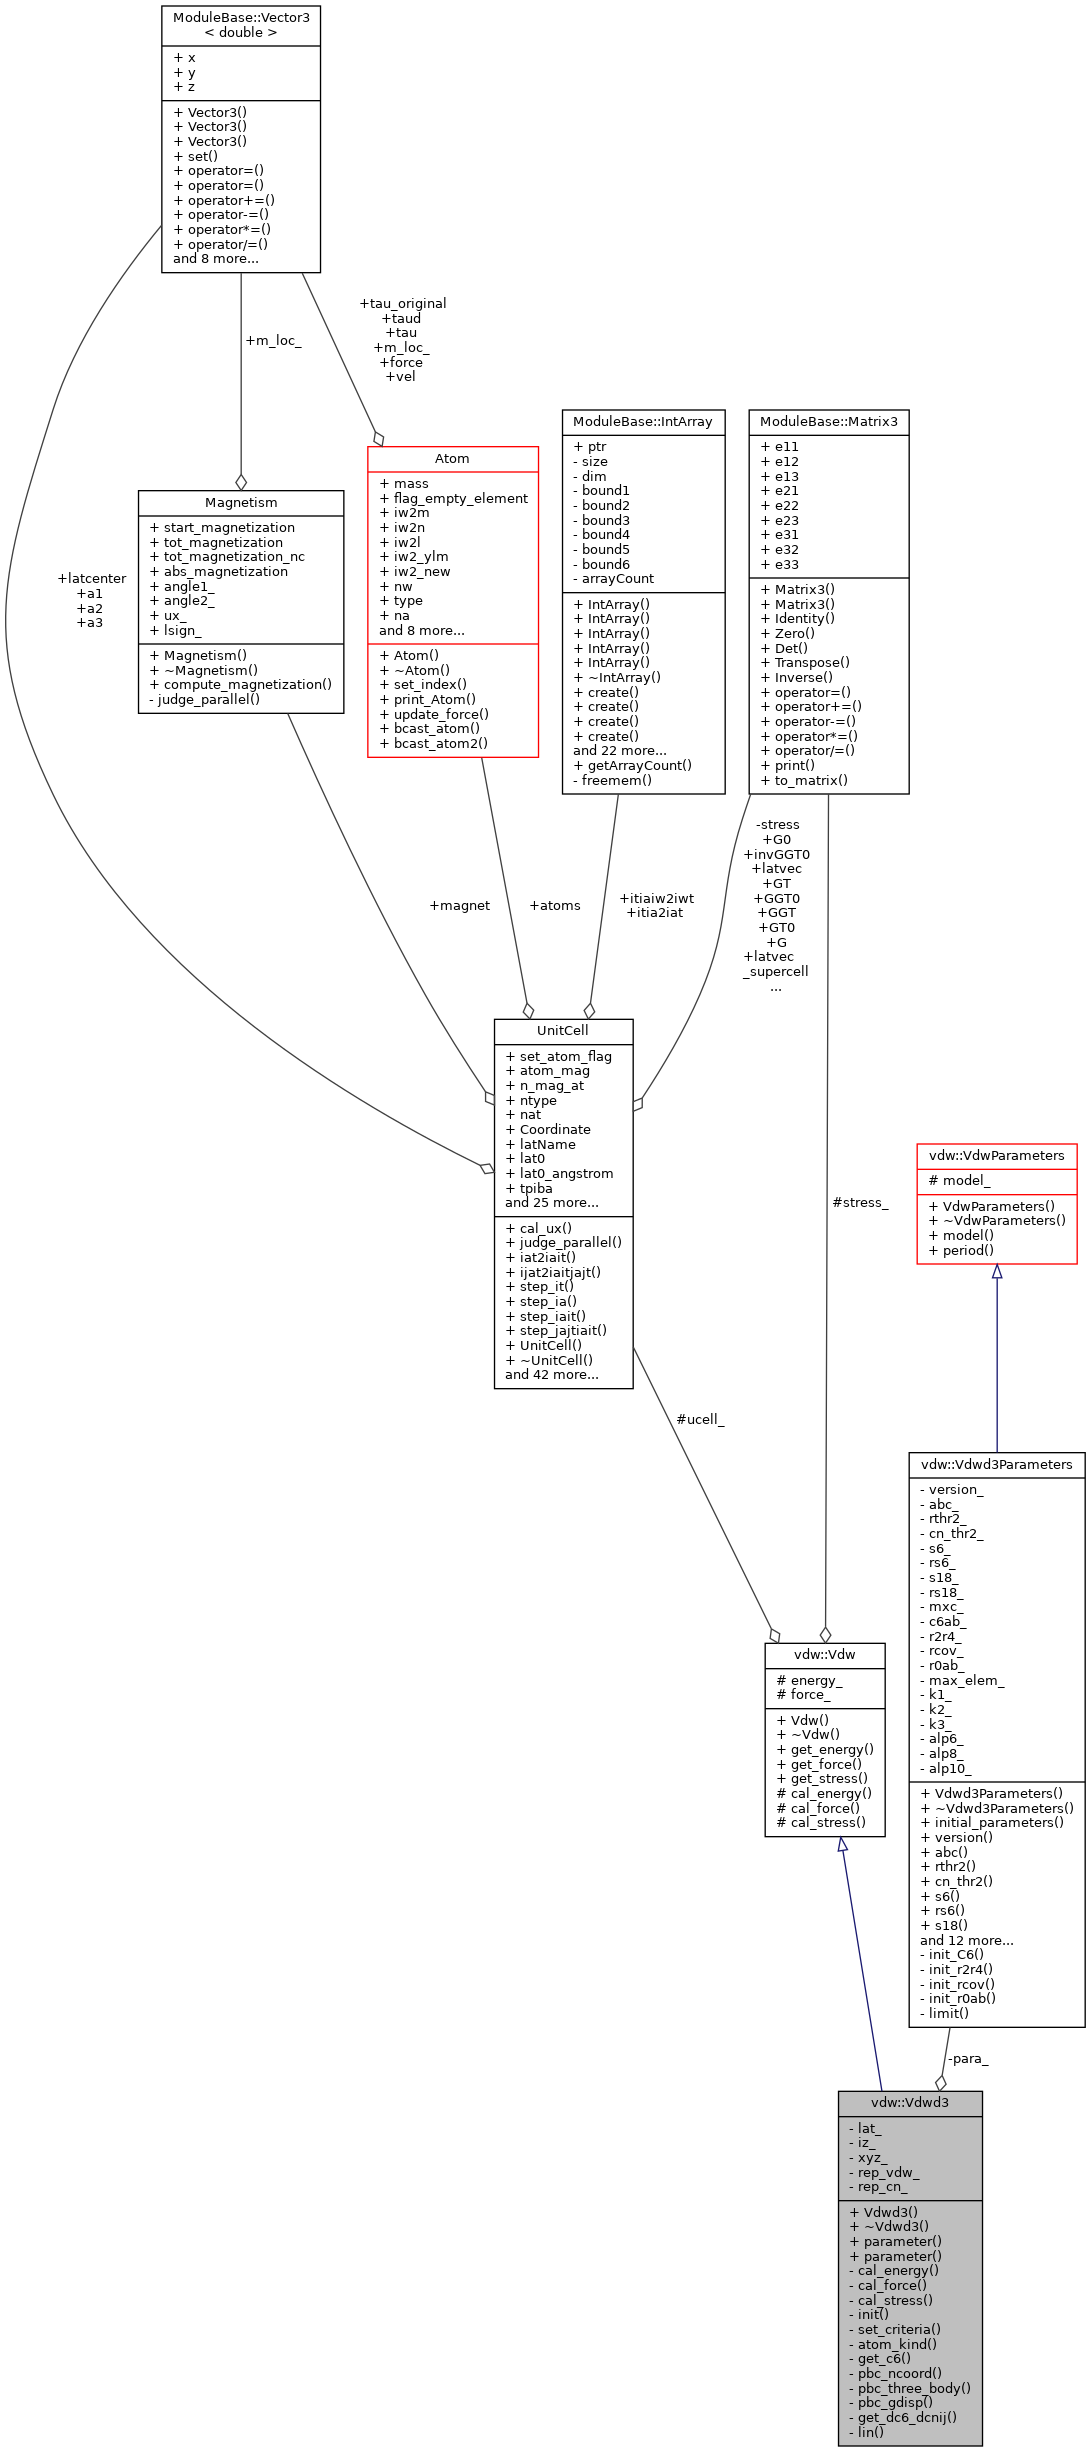 ModuleBase::Vector3
< double >
+ x
+ y
+ z
+ Vector3()
+ Vector3()
+ Vector3()
+ set()
+ operator=()
+ operator=()
+ operator+=()
+ operator-=()
+ operator*=()
+ operator/=()
and 8 more...
+m_loc_
+tau_original
+taud
+tau
+m_loc_
+force
+vel
+latcenter
+a1
+a2
+a3
Magnetism
+ start_magnetization
+ tot_magnetization
+ tot_magnetization_nc
+ abs_magnetization
+ angle1_
+ angle2_
+ ux_
+ lsign_
+ Magnetism()
+ ~Magnetism()
+ compute_magnetization()
- judge_parallel()
Atom
+ mass
+ flag_empty_element
+ iw2m
+ iw2n
+ iw2l
+ iw2_ylm
+ iw2_new
+ nw
+ type
+ na
and 8 more...
+ Atom()
+ ~Atom()
+ set_index()
+ print_Atom()
+ update_force()
+ bcast_atom()
+ bcast_atom2()
ModuleBase::IntArray
+ ptr
- size
- dim
- bound1
- bound2
- bound3
- bound4
- bound5
- bound6
- arrayCount
+ IntArray()
+ IntArray()
+ IntArray()
+ IntArray()
+ IntArray()
+ ~IntArray()
+ create()
+ create()
+ create()
+ create()
and 22 more...
+ getArrayCount()
- freemem()
ModuleBase::Matrix3
+ e11
+ e12
+ e13
+ e21
+ e22
+ e23
+ e31
+ e32
+ e33
+ Matrix3()
+ Matrix3()
+ Identity()
+ Zero()
+ Det()
+ Transpose()
+ Inverse()
+ operator=()
+ operator+=()
+ operator-=()
+ operator*=()
+ operator/=()
+ print()
+ to_matrix()
+magnet
+atoms
+itiaiw2iwt
+itia2iat
-stress
+G0
+invGGT0
+latvec
+GT
+GGT0
+GGT
+GT0
+G
+latvec
_supercell
...
UnitCell
+ set_atom_flag
+ atom_mag
+ n_mag_at
+ ntype
+ nat
+ Coordinate
+ latName
+ lat0
+ lat0_angstrom
+ tpiba
and 25 more...
+ cal_ux()
+ judge_parallel()
+ iat2iait()
+ ijat2iaitjajt()
+ step_it()
+ step_ia()
+ step_iait()
+ step_jajtiait()
+ UnitCell()
+ ~UnitCell()
and 42 more...
#stress_
#ucell_
vdw::VdwParameters
# model_
+ VdwParameters()
+ ~VdwParameters()
+ model()
+ period()
vdw::Vdwd3Parameters
- version_
- abc_
- rthr2_
- cn_thr2_
- s6_
- rs6_
- s18_
- rs18_
- mxc_
- c6ab_
- r2r4_
- rcov_
- r0ab_
- max_elem_
- k1_
- k2_
- k3_
- alp6_
- alp8_
- alp10_
+ Vdwd3Parameters()
+ ~Vdwd3Parameters()
+ initial_parameters()
+ version()
+ abc()
+ rthr2()
+ cn_thr2()
+ s6()
+ rs6()
+ s18()
and 12 more...
- init_C6()
- init_r2r4()
- init_rcov()
- init_r0ab()
- limit()
vdw::Vdw
# energy_
# force_
+ Vdw()
+ ~Vdw()
+ get_energy()
+ get_force()
+ get_stress()
# cal_energy()
# cal_force()
# cal_stress()
-para_
vdw::Vdwd3
- lat_
- iz_
- xyz_
- rep_vdw_
- rep_cn_
+ Vdwd3()
+ ~Vdwd3()
+ parameter()
+ parameter()
- cal_energy()
- cal_force()
- cal_stress()
- init()
- set_criteria()
- atom_kind()
- get_c6()
- pbc_ncoord()
- pbc_three_body()
- pbc_gdisp()
- get_dc6_dcnij()
- lin()